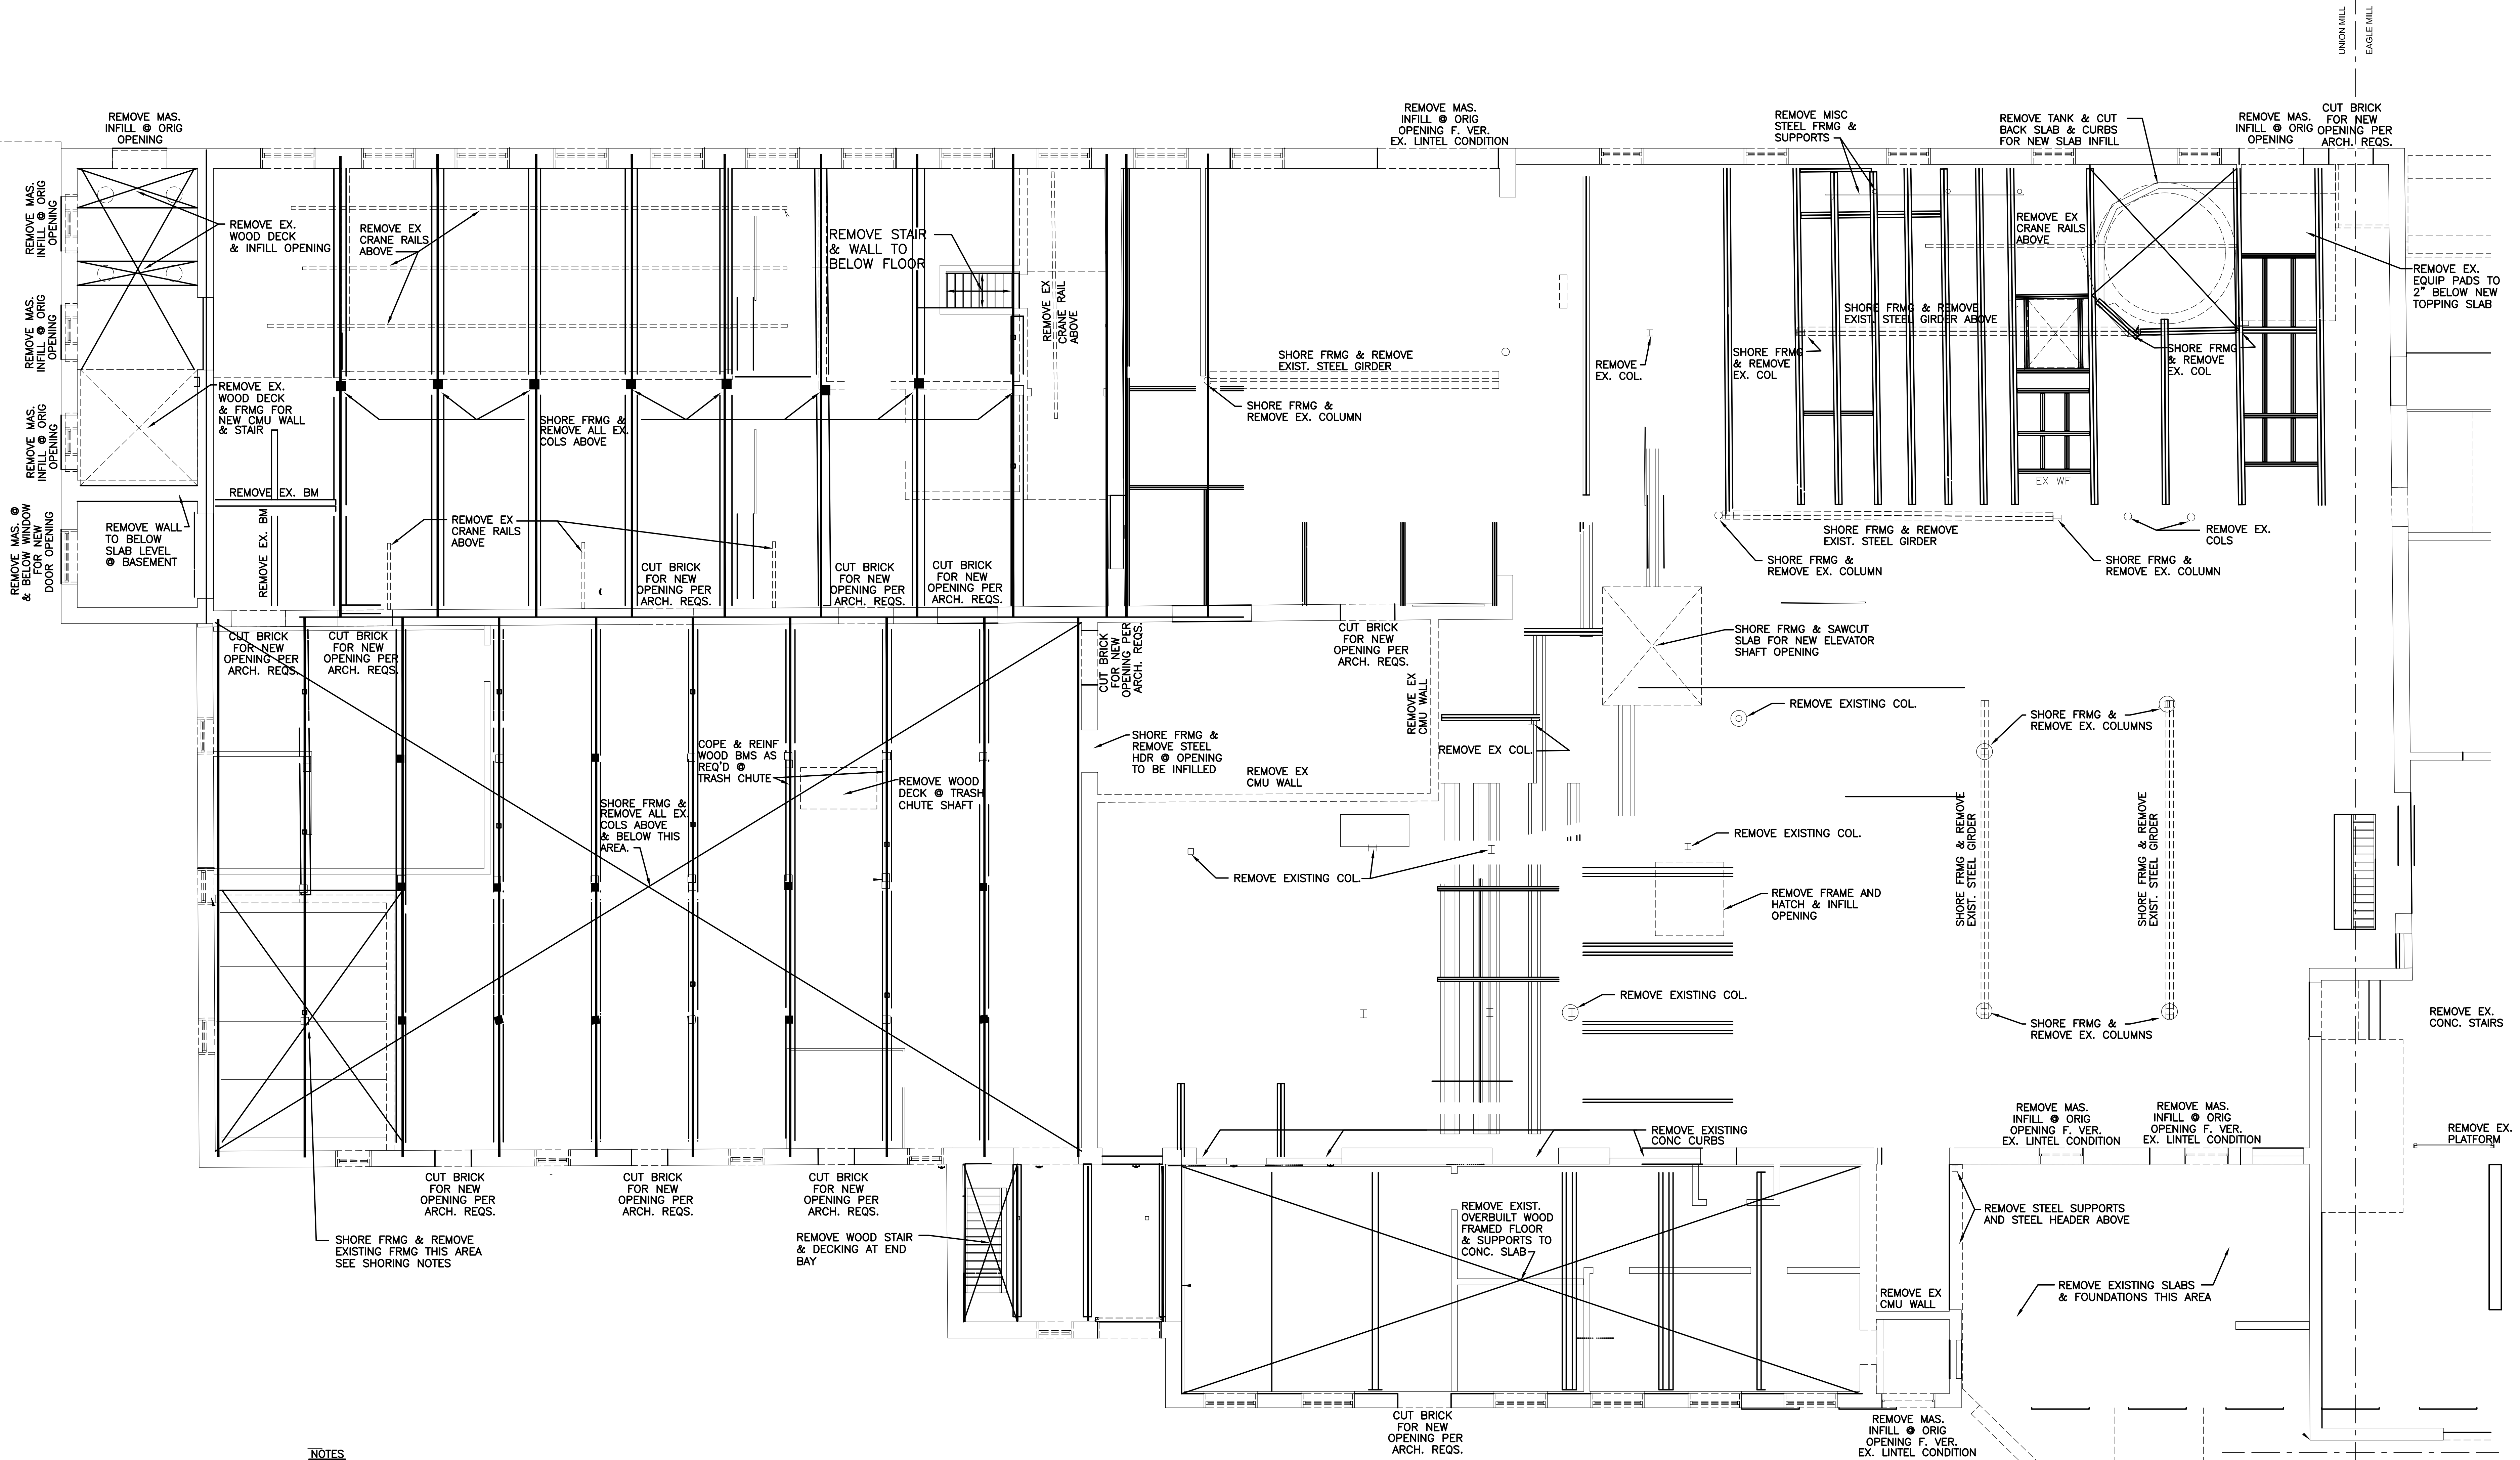 UNION MILL
EAGLE MILL
REMOVE MAS.
INFILL @ ORIG
OPENING
REMOVE MAS.
INFILL @ ORIG
OPENING F. VER.
EX. LINTEL CONDITION
REMOVE MISC
STEEL FRMG &
SUPPORTS
REMOVE TANK & CUT
BACK SLAB & CURBS
FOR NEW SLAB INFILL
REMOVE MAS.
INFILL @ ORIG
OPENING
CUT BRICK
FOR NEW
OPENING PER
ARCH. REQS.
REMOVE MAS.
INFILL @ ORIG
OPENING
REMOVE EX.
WOOD DECK
& INFILL OPENING
REMOVE EX
CRANE RAILS
ABOVE
REMOVE STAIR
& WALL TO
BELOW FLOOR
REMOVE EX
CRANE RAIL
ABOVE
REMOVE EX
CRANE RAILS
ABOVE
REMOVE EX.
EQUIP PADS TO
2" BELOW NEW
TOPPING SLAB
REMOVE MAS.
INFILL @ ORIG
OPENING
SHORE FRMG & REMOVE
EXIST. STEEL GIRDER ABOVE
SHORE FRMG & REMOVE
EXIST. STEEL GIRDER
REMOVE
EX. COL.
SHORE FRMG
& REMOVE
EX. COL
SHORE FRMG
& REMOVE
EX. COL
REMOVE EX.
WOOD DECK
& FRMG FOR
NEW CMU WALL
& STAIR
SHORE FRMG &
REMOVE ALL EX.
COLS ABOVE
SHORE FRMG &
REMOVE EX. COLUMN
REMOVE MAS.
INFILL @ ORIG
OPENING
EX WF
REMOVE EX. BM
REMOVE MAS. @
& BELOW WINDOW
FOR NEW
DOOR OPENING
REMOVE WALL
TO BELOW
SLAB LEVEL
@ BASEMENT
REMOVE EX. BM
REMOVE EX
CRANE RAILS
ABOVE
SHORE FRMG & REMOVE
EXIST. STEEL GIRDER
REMOVE EX.
COLS
SHORE FRMG &
REMOVE EX. COLUMN
SHORE FRMG &
REMOVE EX. COLUMN
CUT BRICK
FOR NEW
OPENING PER
ARCH. REQS.
CUT BRICK
FOR NEW
OPENING PER
ARCH. REQS.
CUT BRICK
FOR NEW
OPENING PER
ARCH. REQS.
CUT BRICK
FOR NEW
OPENING PER
ARCH. REQS.
CUT BRICK
FOR NEW
OPENING PER
ARCH. REQS.
CUT BRICK
FOR NEW
OPENING PER
ARCH. REQS.
CUT BRICK
FOR NEW
OPENING PER
ARCH. REQS.
SHORE FRMG & SAWCUT
SLAB FOR NEW ELEVATOR
SHAFT OPENING
REMOVE EX
CMU WALL
REMOVE EXISTING COL.
SHORE FRMG &
REMOVE EX. COLUMNS
COPE & REINF
WOOD BMS AS
REQ'D @
TRASH CHUTE
SHORE FRMG &
REMOVE STEEL
HDR @ OPENING
TO BE INFILLED
REMOVE EX COL.
REMOVE EX
CMU WALL
REMOVE WOOD
DECK @ TRASH
CHUTE SHAFT
SHORE FRMG &
REMOVE ALL EX.
COLS ABOVE
& BELOW THIS
AREA.
REMOVE EXISTING COL.
SHORE FRMG & REMOVE
EXIST. STEEL GIRDER
SHORE FRMG & REMOVE
EXIST. STEEL GIRDER
REMOVE EXISTING COL.
REMOVE FRAME AND
HATCH & INFILL
OPENING
REMOVE EXISTING COL.
SHORE FRMG &
REMOVE EX. COLUMNS
REMOVE EX.
CONC. STAIRS
REMOVE EXISTING
CONC CURBS
REMOVE MAS.
INFILL @ ORIG
OPENING F. VER.
EX. LINTEL CONDITION
REMOVE MAS.
INFILL @ ORIG
OPENING F. VER.
EX. LINTEL CONDITION
REMOVE EX.
PLATFORM
CUT BRICK
FOR NEW
OPENING PER
ARCH. REQS.
CUT BRICK
FOR NEW
OPENING PER
ARCH. REQS.
CUT BRICK
FOR NEW
OPENING PER
ARCH. REQS.
SHORE FRMG & REMOVE
EXISTING FRMG THIS AREA
SEE SHORING NOTES
REMOVE WOOD STAIR
& DECKING AT END
BAY
REMOVE EXIST.
OVERBUILT WOOD
FRAMED FLOOR
& SUPPORTS TO
CONC. SLAB
REMOVE STEEL SUPPORTS
AND STEEL HEADER ABOVE
REMOVE EX
CMU WALL
REMOVE EXISTING SLABS
& FOUNDATIONS THIS AREA
CUT BRICK
FOR NEW
OPENING PER
ARCH. REQS.
REMOVE MAS.
INFILL @ ORIG
OPENING F. VER.
EX. LINTEL CONDITION
NOTES